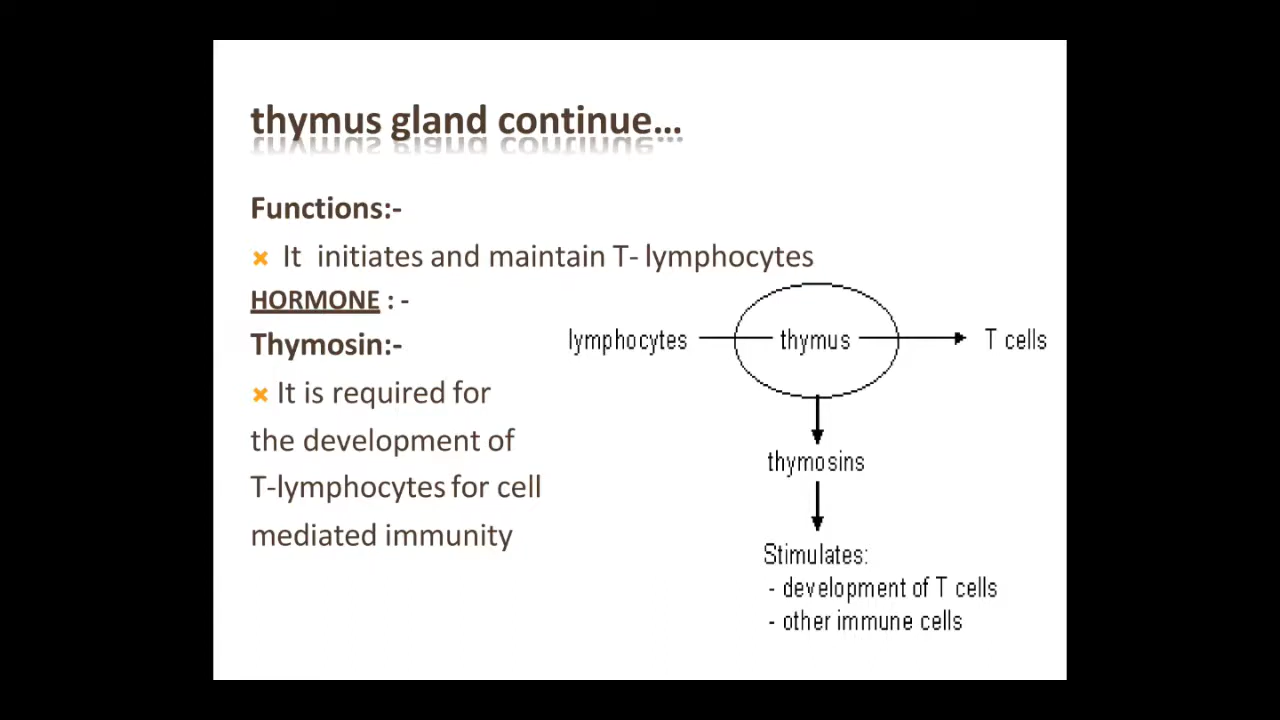 thymus gland continue...
Functions:-
It initiates and maintain T- lymphocytes
HORMONE : -
Thymosin:-
It is required for
the development of
T-lymphocytes for cell
mediated immunity
lymphocytes thymus T cells
thymosins
Stimulates:
- development of T cells
- other immune cells